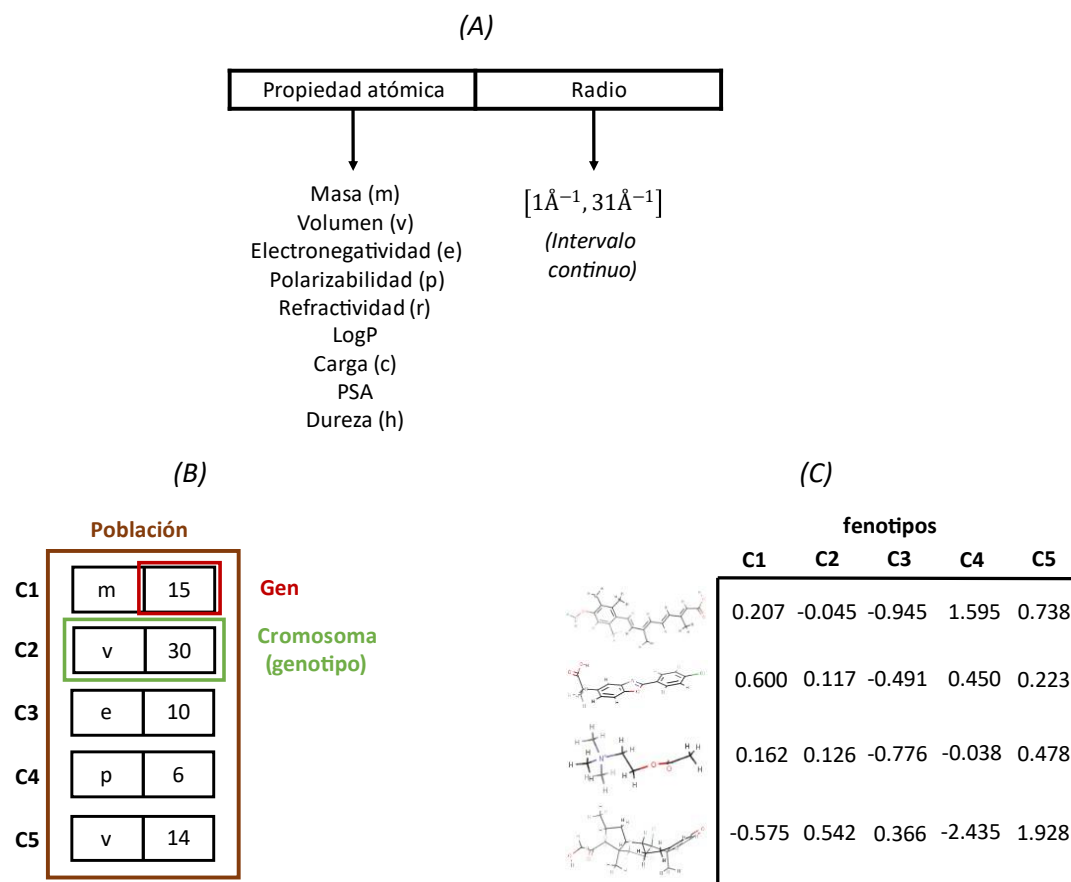 (A)
Propiedad atómica Radio
Masa (m)
Volumen (v)
Electronegatividad (e)
Polarizabilidad (p)
Refractividad (r)
LogP
Carga (c)
PSA
Dureza (h)
[1Å⁻¹, 31Å⁻¹]
(Intervalo
continuo)
(B)
Población
C1 m 15 Gen
C2 v 30 Cromosoma
(genotipo)
C3 e 10
C4 p 6
C5 v 14
(C)
fenotipos
C1 C2 C3 C4 C5
0.207 -0.045 -0.945 1.595 0.738
0.600 0.117 -0.491 0.450 0.223
0.162 0.126 -0.776 -0.038 0.478
-0.575 0.542 0.366 -2.435 1.928